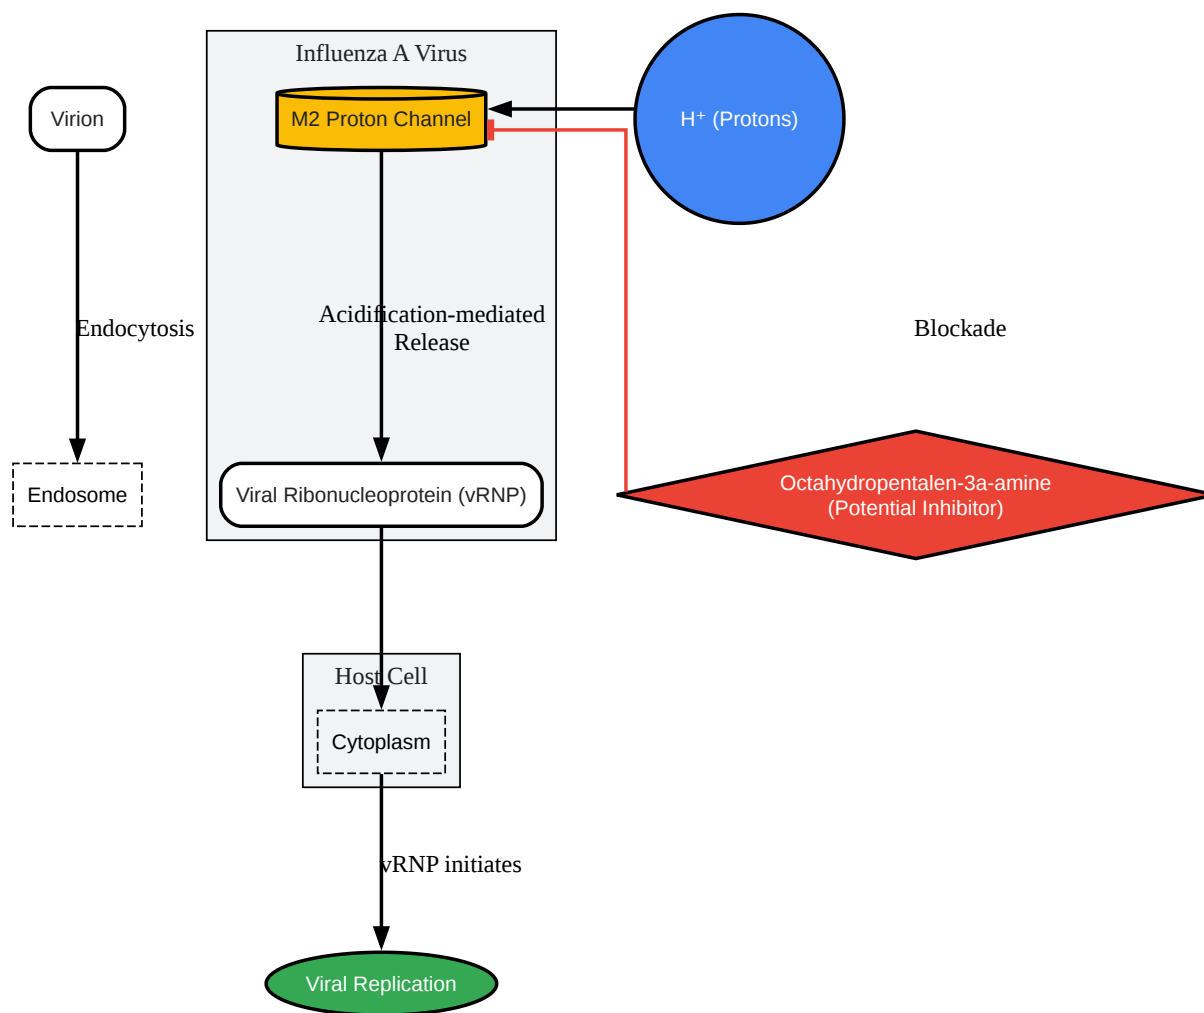 Influenza A Virus
Virion
M2 Proton Channel
H⁺ (Protons)
Endocytosis
Acidification-mediated
Release
Blockade
Endosome
Viral Ribonucleoprotein (vRNP)
Octahydropentalen-3a-amine
(Potential Inhibitor)
Host Cell
Cytoplasm
vRNP initiates
Viral Replication